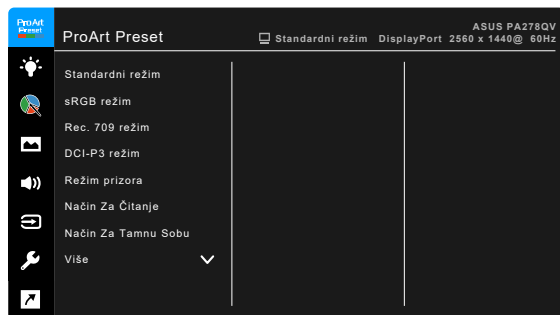 ProArt
Preset
ProArt Preset
ASUS PA278QV
Standardni režim DisplayPort 2560 x 1440@ 60Hz
Standardni režim
sRGB režim
Rec. 709 režim
DCI-P3 režim
Režim prizora
Način Za Čitanje
Način Za Tamnu Sobu
Više